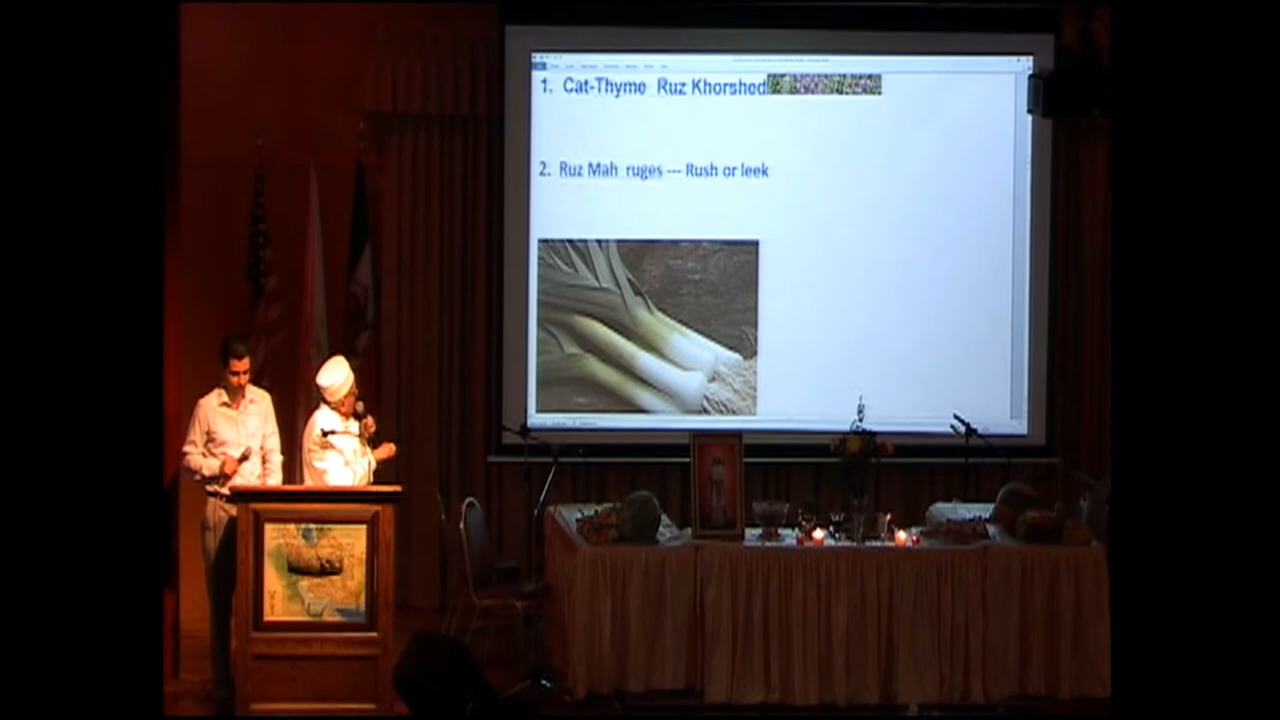 1. Cat-Thyme Ruz Khorshed
2. Ruz Mah ruges --- Rush or leek